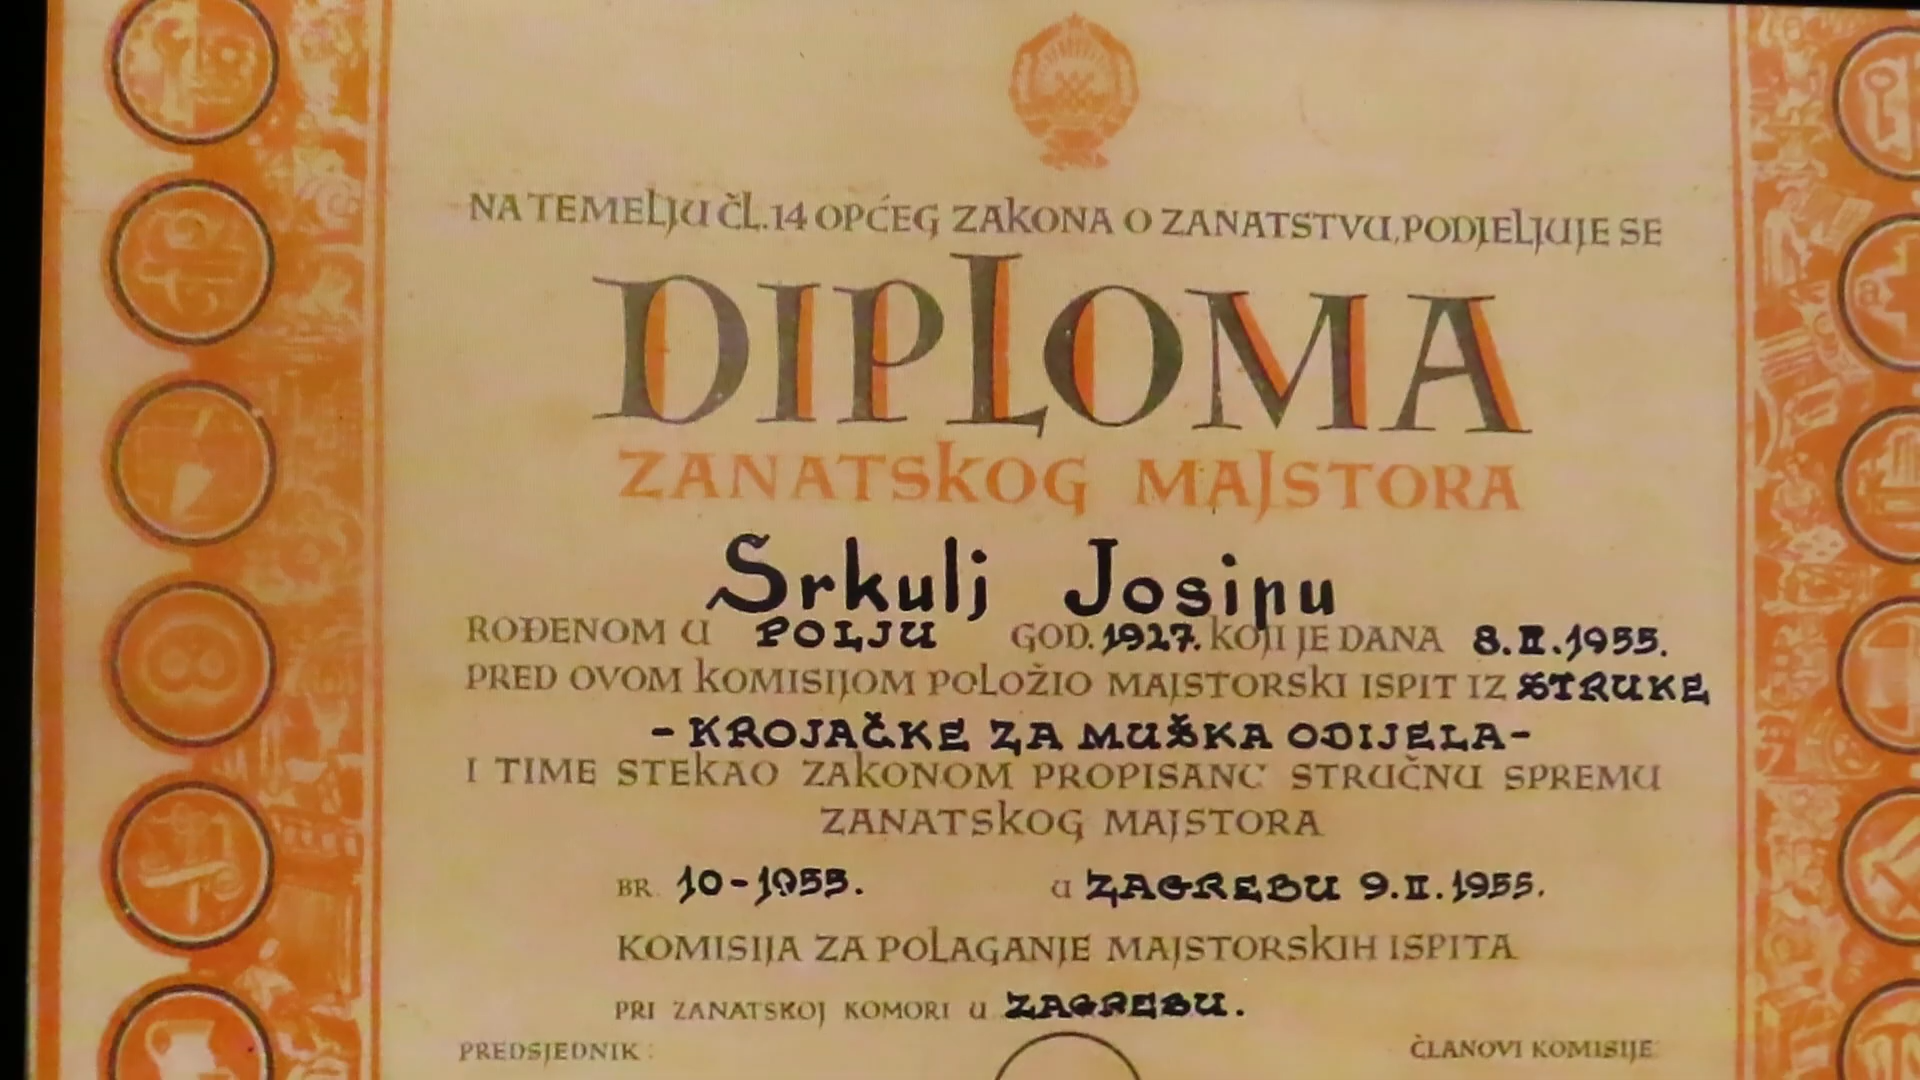 NA TEMELJU ČL. 14 OPĆEG ZAKONA O ZANATSTVU, PODJELJUJE SE
DIPLOMA
ZANATSKOG MAJSTORA
Srkulj Josipu
ROĐENOM U POLJU GOD. 1927. KOJI JE DANA 8. II. 1955.
PRED OVOM KOMISIJOM POLOŽIO MAJSTORSKI ISPIT IZ STRUKE
- KROJAČKE ZA MUŠKA ODIJELA -
I TIME STEKAO ZAKONOM PROPISANU STRUČNU SPREMU
ZANATSKOG MAJSTORA
BR. 10-1955. U ZAGREBU 9. II. 1955.
KOMISIJA ZA POLAGANJE MAJSTORSKIH ISPITA
PRI ZANATSKOJ KOMORI U ZAGREBU.
PREDSJEDNIK: ČLANOVI KOMISIJE: